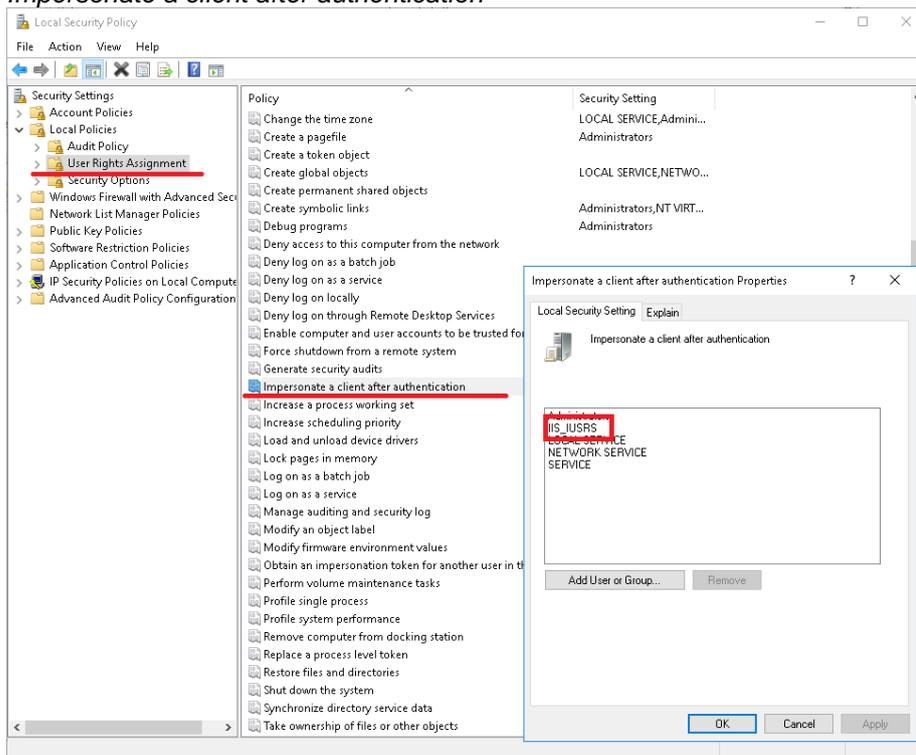 Impersonate a client after authentication
Local Security Policy
File Action View Help
Security Settings
Account Policies
Local Policies
Audit Policy
User Rights Assignment
Security Options
Windows Firewall with Advanced Secu
Network List Manager Policies
Public Key Policies
Software Restriction Policies
Application Control Policies
IP Security Policies on Local Compute
Advanced Audit Policy Configuration
Policy Security Setting
Change the time zone LOCAL SERVICE,Admini...
Create a pagefile Administrators
Create a token object
Create global objects LOCAL SERVICE,NETWO...
Create permanent shared objects
Create symbolic links Administrators,NT VIRT...
Debug programs Administrators
Deny access to this computer from the network
Deny log on as a batch job
Deny log on as a service
Deny log on locally
Deny log on through Remote Desktop Services
Enable computer and user accounts to be trusted for
Force shutdown from a remote system
Generate security audits
Impersonate a client after authentication
Increase a process working set
Increase scheduling priority
Load and unload device drivers
Lock pages in memory
Log on as a batch job
Log on as a service
Manage auditing and security log
Modify an object label
Modify firmware environment values
Obtain an impersonation token for another user in th
Perform volume maintenance tasks
Profile single process
Profile system performance
Remove computer from docking station
Replace a process level token
Restore files and directories
Shut down the system
Synchronize directory service data
Take ownership of files or other objects
Impersonate a client after authentication Properties ?
Local Security Setting Explain
Impersonate a client after authentication
Administrators
IIS_IUSRS
LOCAL SERVICE
NETWORK SERVICE
SERVICE
Add User or Group... Remove
OK Cancel Apply